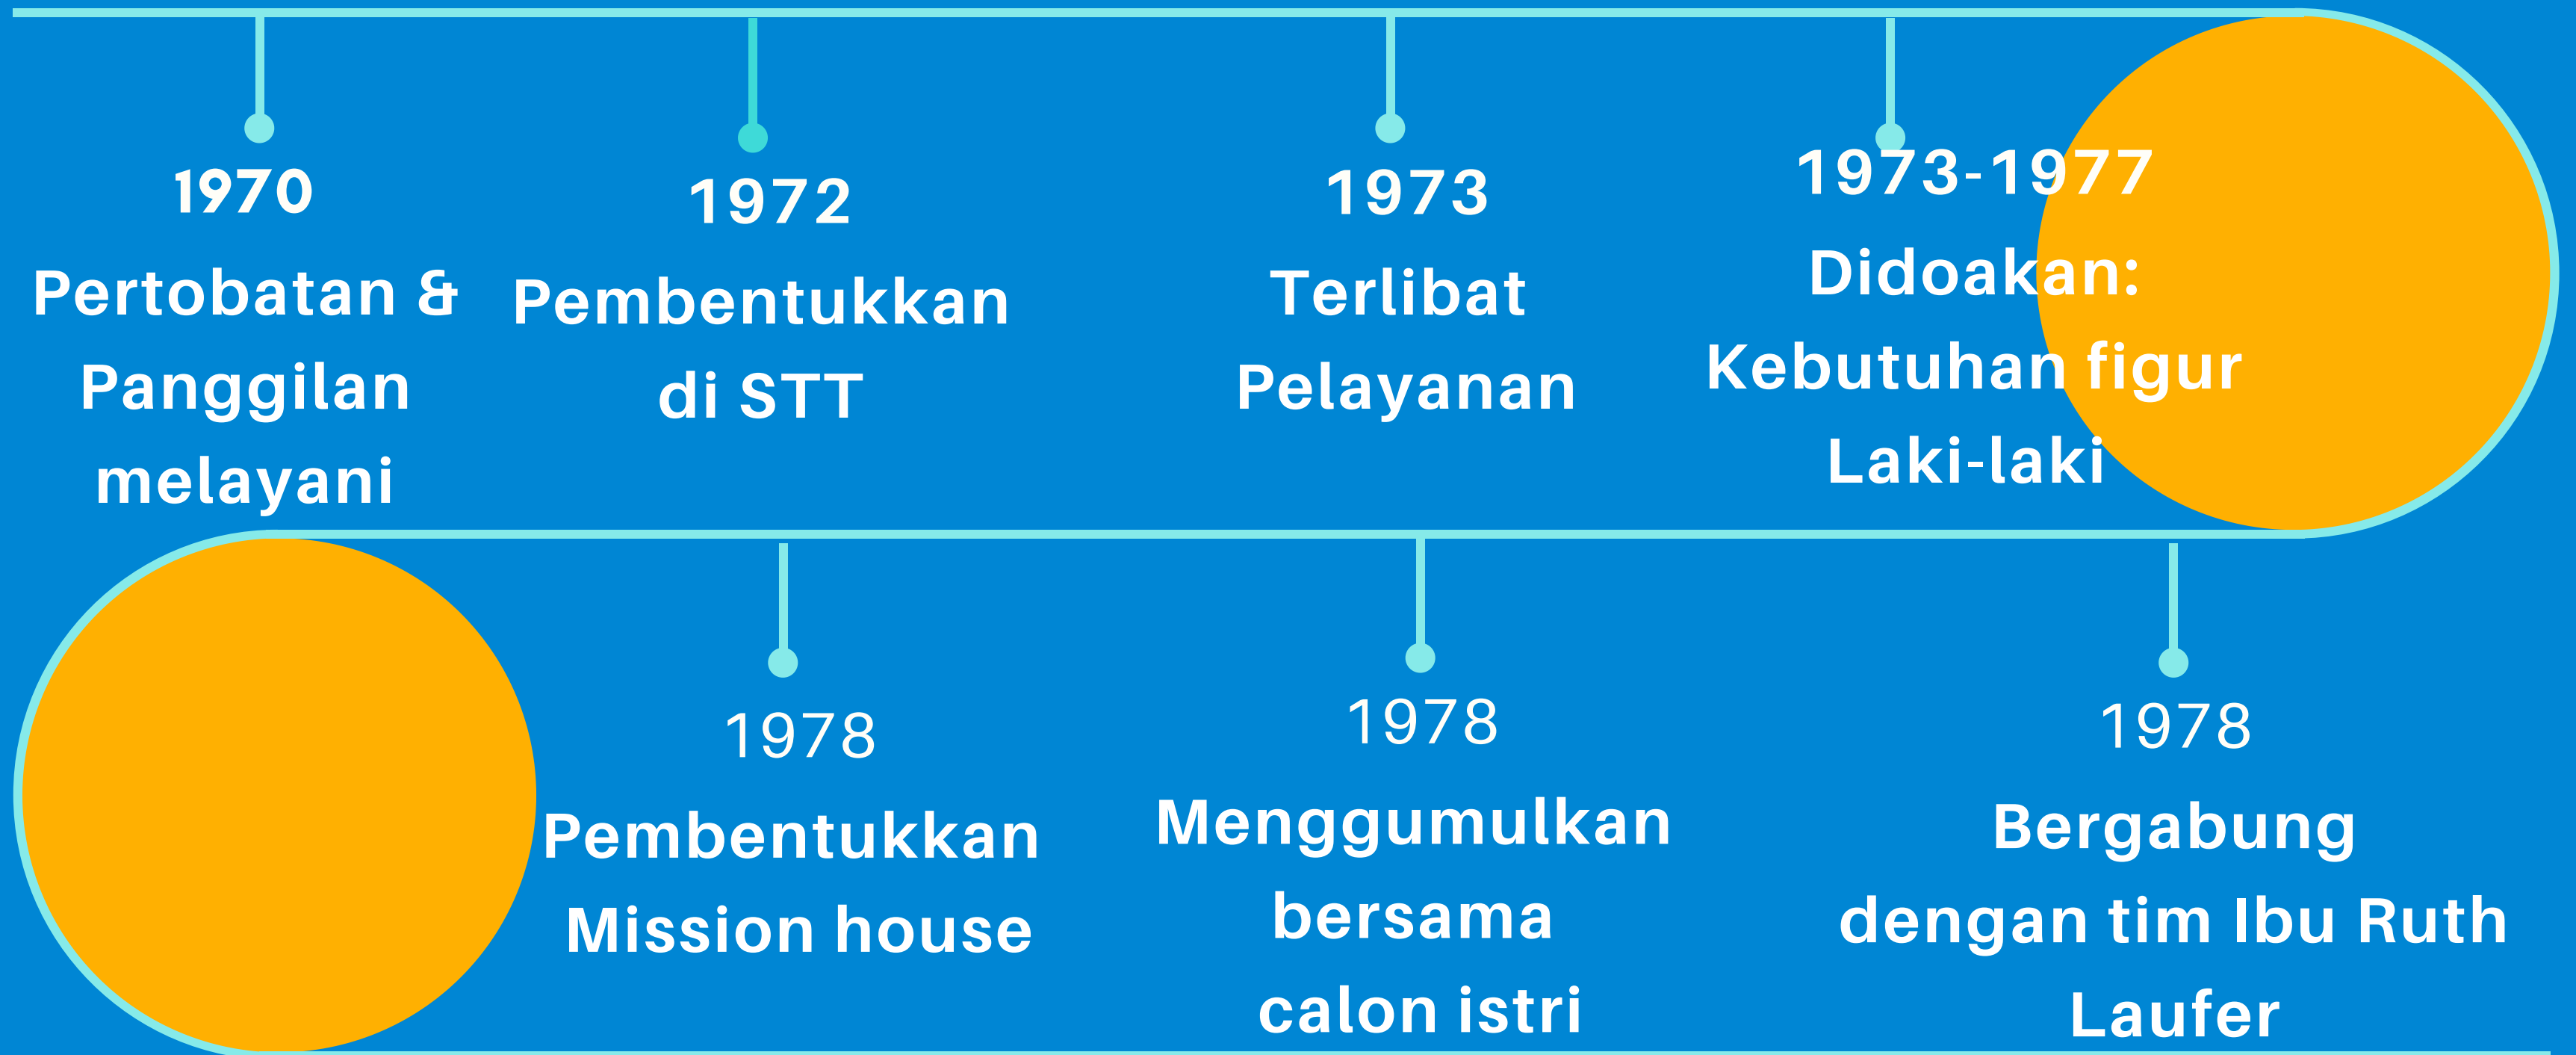 1970
Pertobatan &
Panggilan
melayani
1972
Pembentukkan
di STT
1973
Terlibat
Pelayanan
1973-1977
Didoakan:
Kebutuhan figur
Laki-laki
1978
Pembentukkan
Mission house
1978
Menggumulkan
bersama
calon istri
1978
Bergabung
dengan tim Ibu Ruth
Laufer